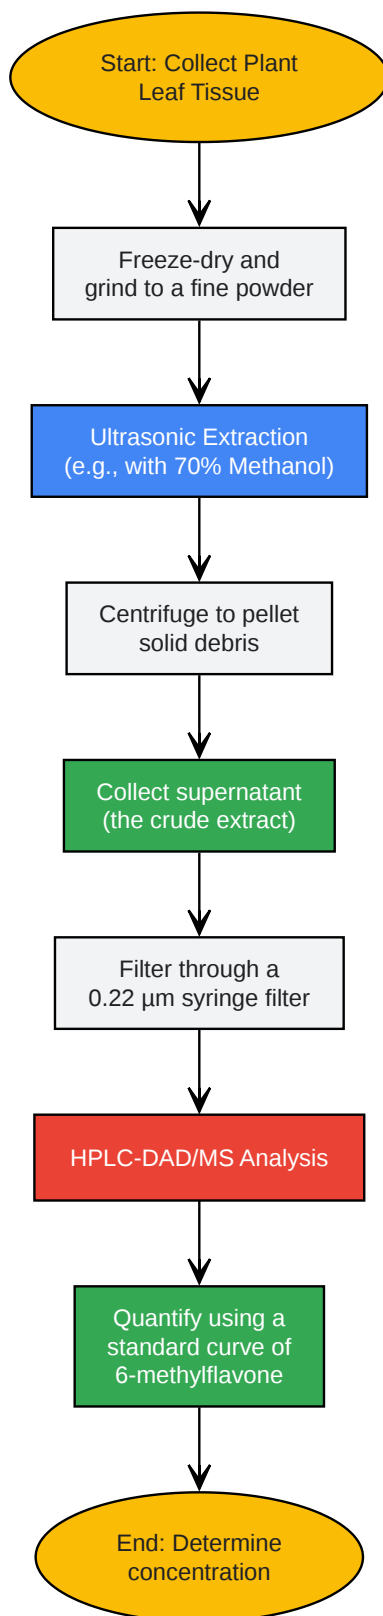 Start: Collect Plant
Leaf Tissue
Freeze-dry and
grind to a fine powder
Ultrasonic Extraction
(e.g., with 70% Methanol)
Centrifuge to pellet
solid debris
Collect supernatant
(the crude extract)
Filter through a
0.22 µm syringe filter
HPLC-DAD/MS Analysis
Quantify using a
standard curve of
6-methylflavone
End: Determine
concentration